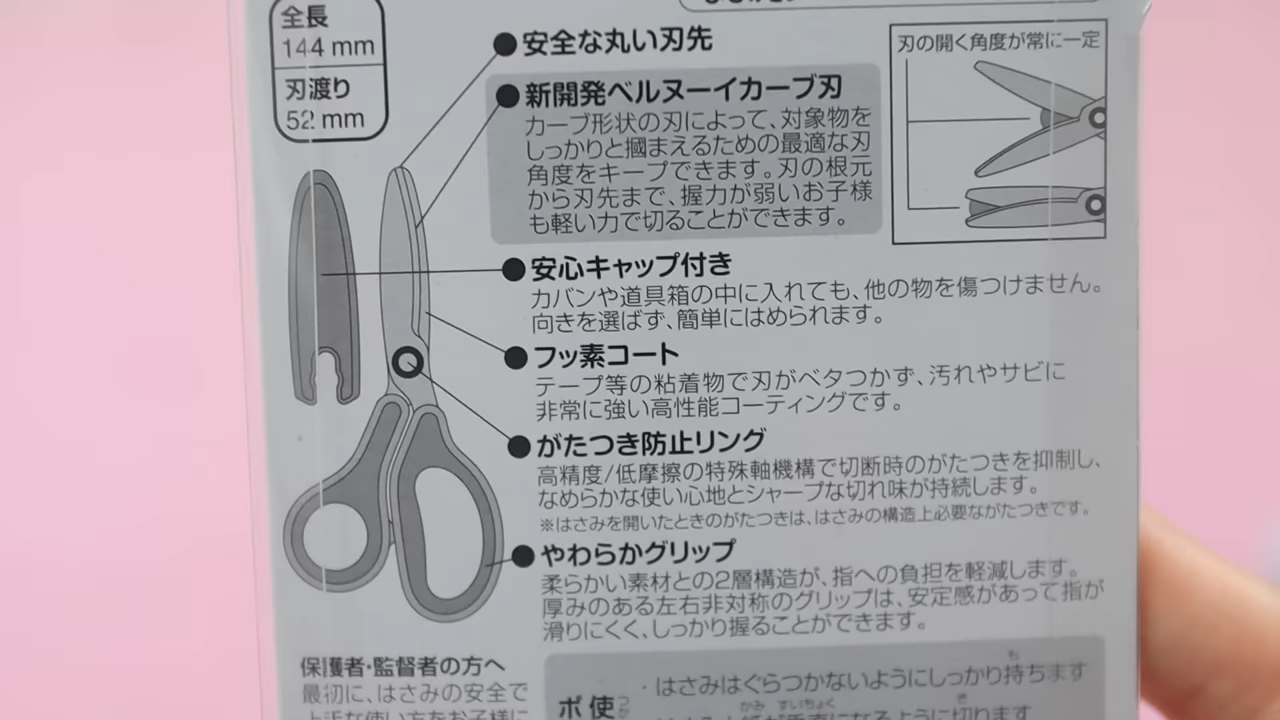 全長
144 mm
刃渡り
52 mm
安全な丸い刃先
新開発ベルヌーイカーブ刃
カーブ形状の刃によって、対象物を
しっかりと摑まえるための最適な刃
角度をキープできます。刃の根元
から刃先まで、握力が弱いお子様
も軽い力で切ることができます。
刃の開く角度が常に一定
安心キャップ付き
カバンや道具箱の中に入れても、他の物を傷つけません。
向きを選ばず、簡単にはめられます。
フッ素コート
テープ等の粘着物で刃がベタつかず、汚れやサビに
非常に強い高性能コーティングです。
がたつき防止リング
高精度/低摩擦の特殊軸機構で切断時のがたつきを抑制し、
なめらかな使い心地とシャープな切れ味が持続します。
※はさみを開いたときのがたつきは、はさみの構造上必要ながたつきです。
やわらかグリップ
柔らかい素材との2層構造が、指への負担を軽減します。
厚みのある左右非対称のグリップは、安定感があって指が
滑りにくく、しっかり握ることができます。
保護者・監督者の方へ
最初に、はさみの安全で
ポ 使
・はさみはぐらつかないようにしっかり持ちます